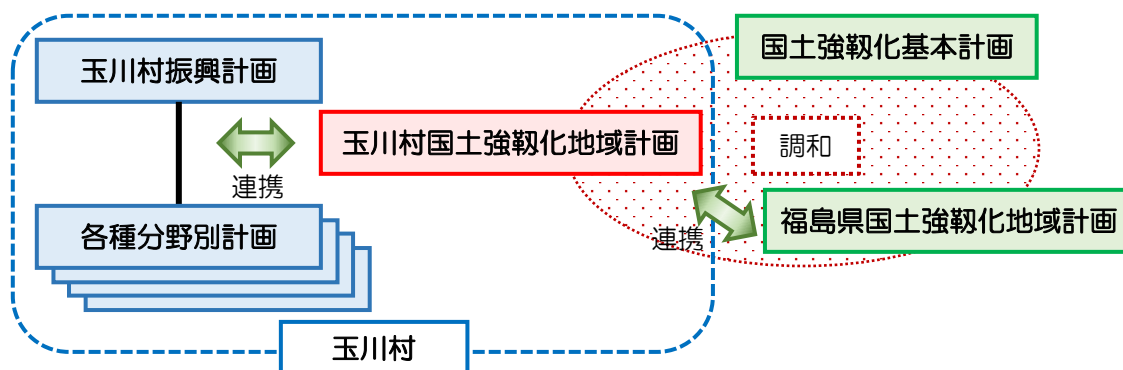 国土強靱化基本計画
玉川村振興計画
玉川村国土強靱化地域計画
調和
連携
各種分野別計画
福島県国土強靱化地域計画
連携
玉川村